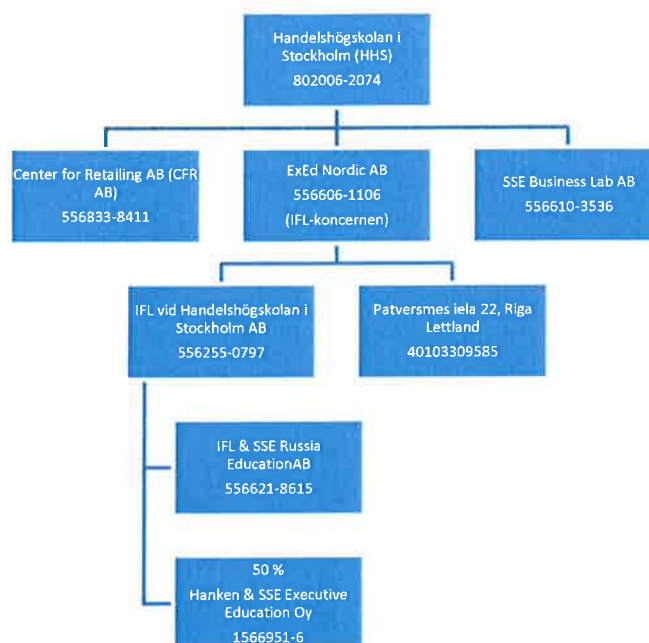 Handelshögskolan i
Stockholm (HHS)
802006-2074
Center for Retailing AB (CFR
AB)
556833-8411
ExEd Nordic AB
556606-1106
(IFL-koncernen)
SSE Business Lab AB
556610-3536
IFL vid Handelshögskolan i
Stockholm AB
556255-0797
Patversmes iela 22, Riga
Lettland
40103309585
IFL & SSE Russia
EducationAB
556621-8615
50 %
Hanken & SSE Executive
Education Oy
1566951-6